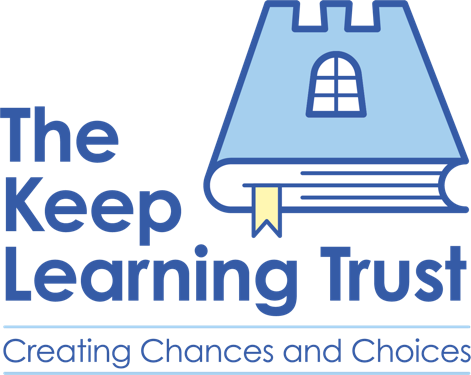 The
Keep
Learning Trust
Creating Chances and Choices